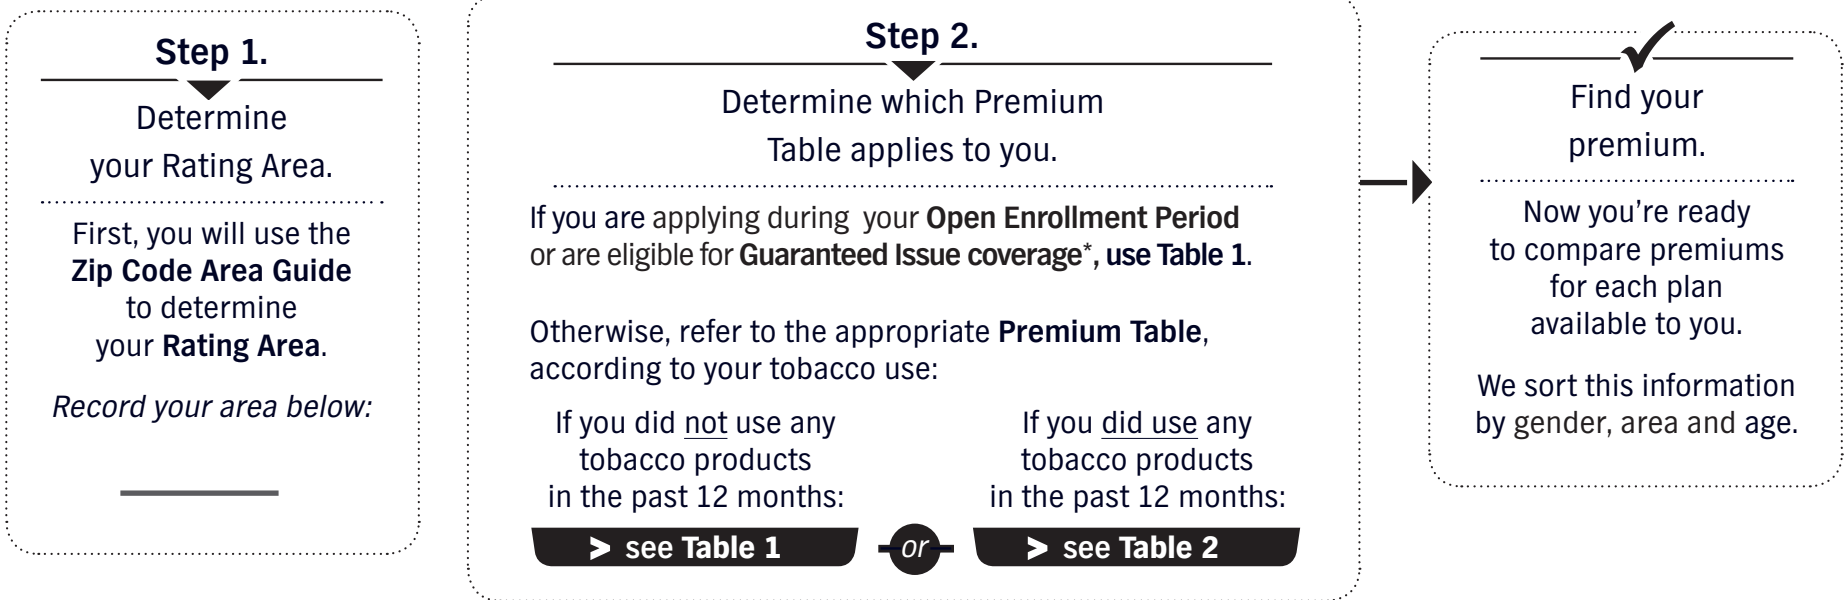 Step 1.
Determine
your Rating Area.
First, you will use the
Zip Code Area Guide
to determine
your Rating Area.
Record your area below:
Step 2.
Determine which Premium
Table applies to you.
If you are applying during your Open Enrollment Period
or are eligible for Guaranteed Issue coverage*, use Table 1.
Otherwise, refer to the appropriate Premium Table,
according to your tobacco use:
If you did not use any
tobacco products
in the past 12 months:
> see Table 1
or
If you did use any
tobacco products
in the past 12 months:
> see Table 2
Find your
premium.
Now you're ready
to compare premiums
for each plan
available to you.
We sort this information
by gender, area and age.